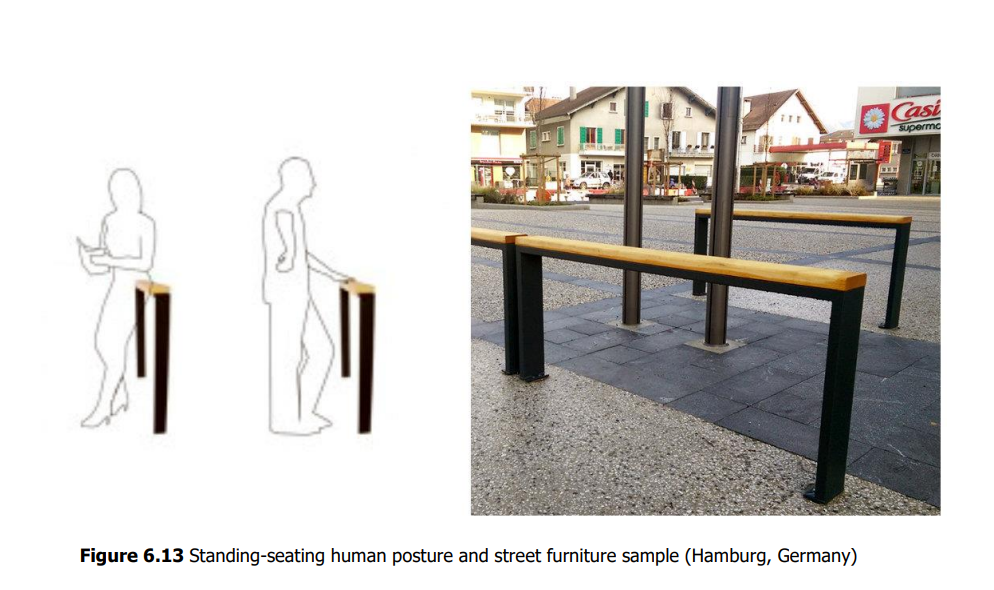 Casi
superma
Figure 6.13 Standing-seating human posture and street furniture sample (Hamburg, Germany)